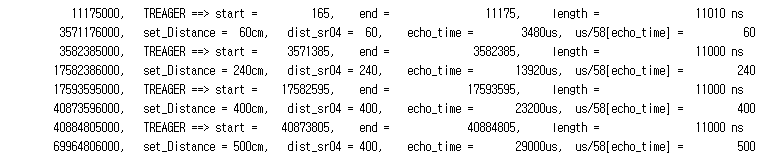 11175000, TREAGER ==> start = 165, end = 11175, length = 11010 ns
3571176000, set_Distance = 60cm, dist_sr04 = 60, echo_time = 3480us, us/58[echo_time] = 60
3582385000, TREAGER ==> start = 3571385, end = 3582385, length = 11000 ns
17582386000, set_Distance = 240cm, dist_sr04 = 240, echo_time = 13920us, us/58[echo_time] = 240
17593595000, TREAGER ==> start = 17582595, end = 17593595, length = 11000 ns
40873596000, set_Distance = 400cm, dist_sr04 = 400, echo_time = 23200us, us/58[echo_time] = 400
40884805000, TREAGER ==> start = 40873805, end = 40884805, length = 11000 ns
69964806000, set_Distance = 500cm, dist_sr04 = 400, echo_time = 29000us, us/58[echo_time] = 500